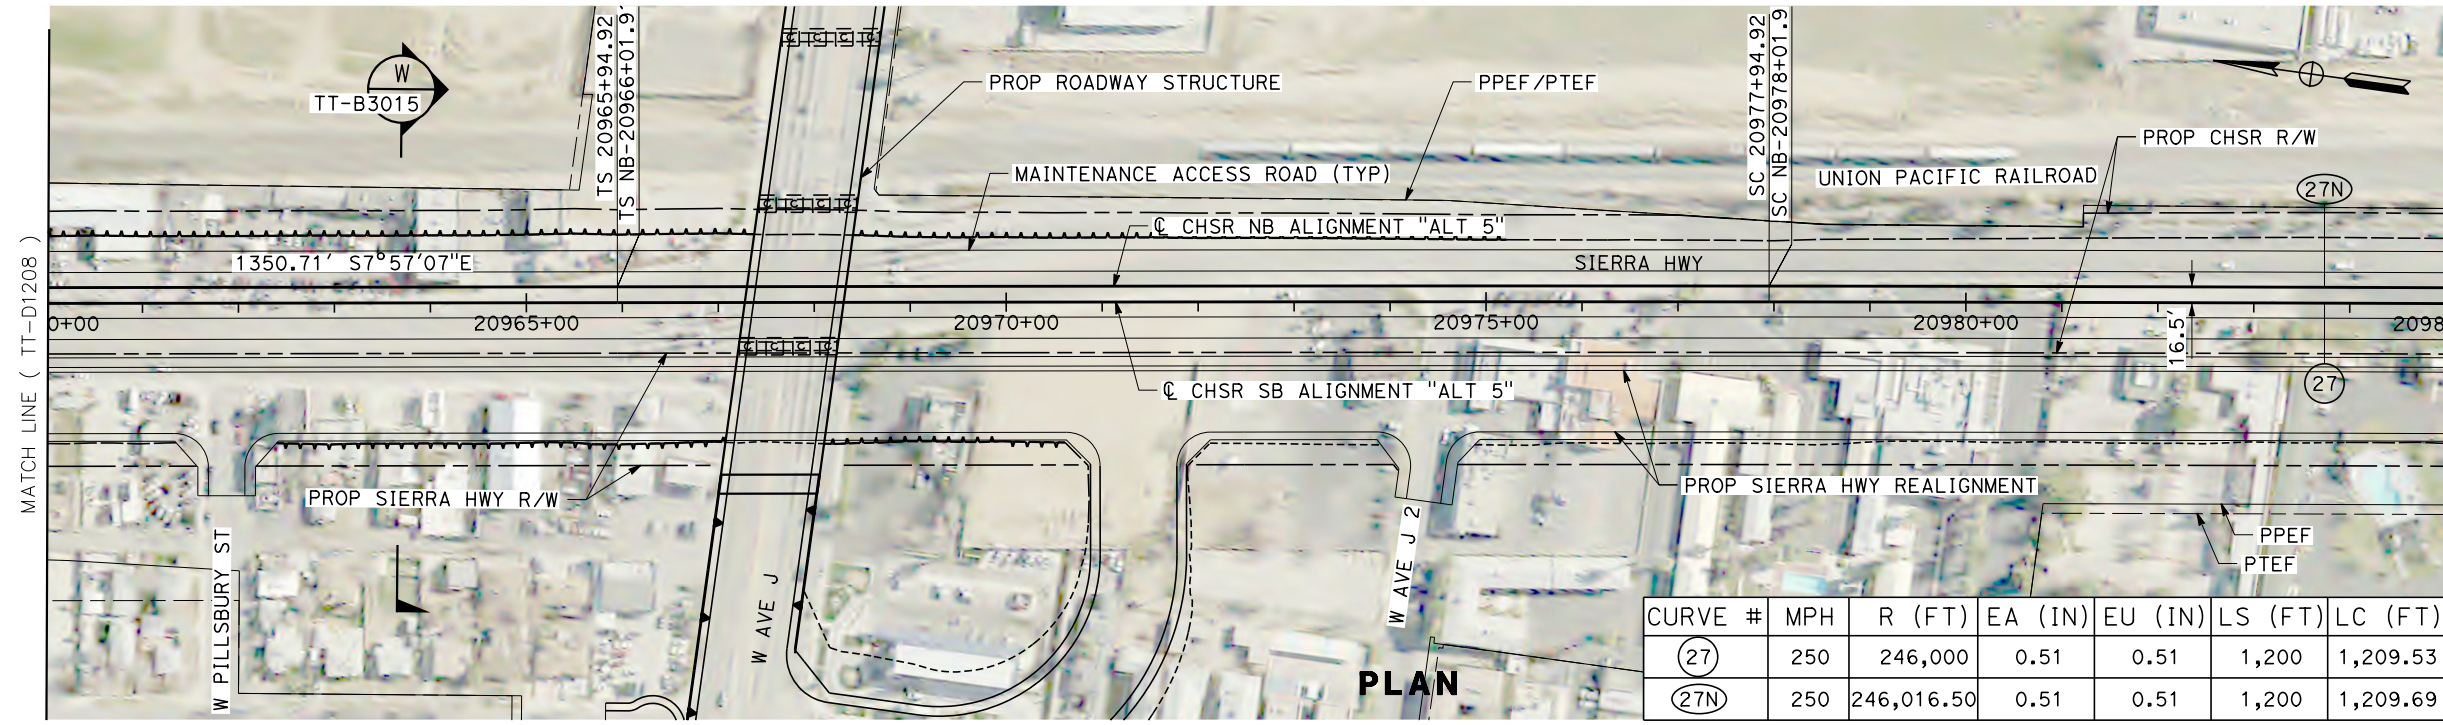 W
TT-B3015
TS 20965+94.92
TS NB-20966+01.9
C C C C
PROP ROADWAY STRUCTURE
PPEF/PTEF
SC 20977+94.92
SC NB-20978+01.9
PROP CHSR R/W
MAINTENANCE ACCESS ROAD (TYP)
UNION PACIFIC RAILROAD
27N
C C C C
℄ CHSR NB ALIGNMENT "ALT 5"
MATCH LINE ( TT-D1208 )
1350.71' S7°57'07"E
SIERRA HWY
0+00
20965+00
20970+00
20975+00
20980+00
2098
C C C C
16.5'
℄ CHSR SB ALIGNMENT "ALT 5"
27
PROP SIERRA HWY R/W
PROP SIERRA HWY REALIGNMENT
W PILLSBURY ST
W AVE J
W AVE J 2
PPEF
PTEF
PLAN
CURVE # MPH R (FT) EA (IN) EU (IN) LS (FT) LC (FT)
27 250 246,000 0.51 0.51 1,200 1,209.53
27N 250 246,016.50 0.51 0.51 1,200 1,209.69